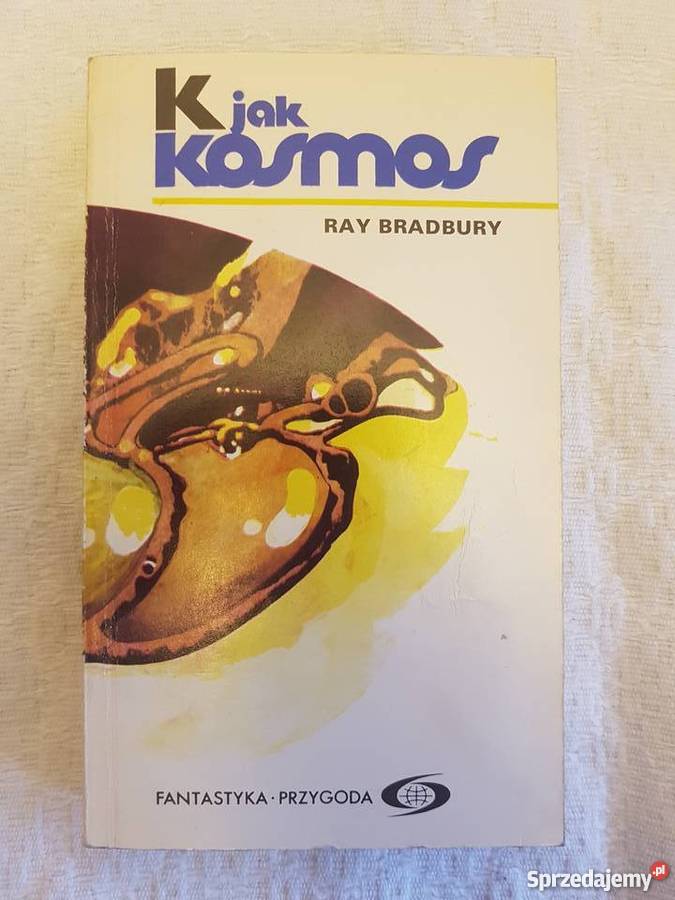 K jak
kosmos
RAY BRADBURY
FANTASTYKA · PRZYGODA
Sprzedajemy.pl